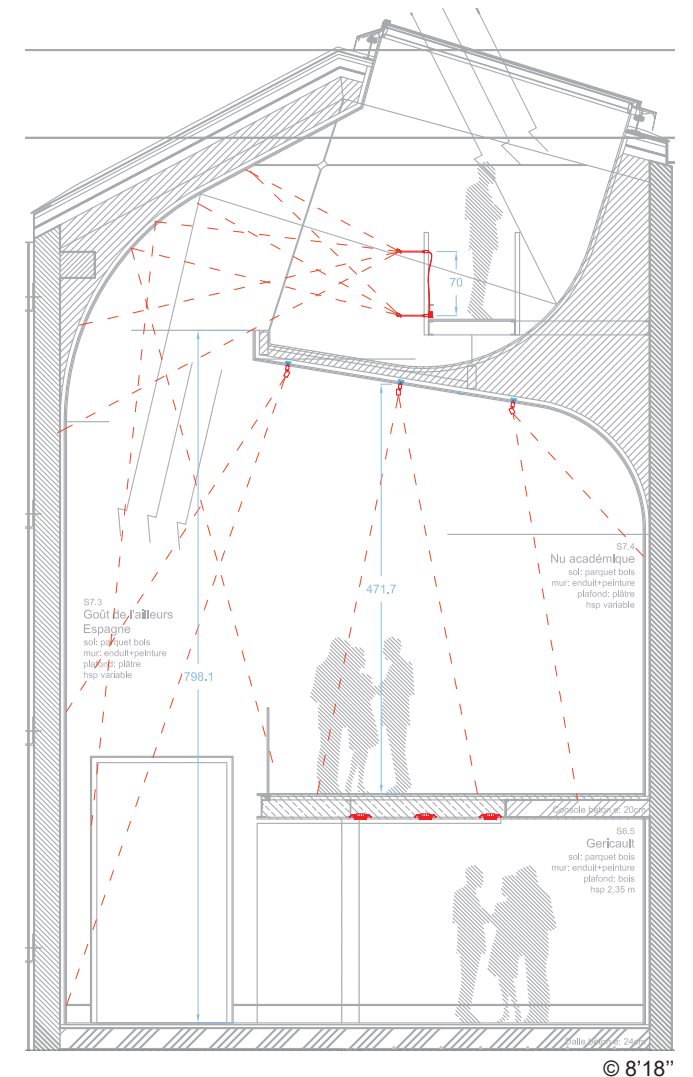 70
S7.4
Nu académique
sol: parquet bois
mur: enduit+peinture
plafond: plâtre
hsp variable
471.7
S7.3
Goût de l'ailleurs
Espagne
sol: parquet bois
mur: enduit+peinture
plafond: plâtre
hsp variable
798.1
Console béton é: 20cm
S6.5
Gericault
sol: parquet bois
mur: enduit+peinture
plafond: bois
hsp 2,35 m
Dalle béton é: 24cm
© 8'18"